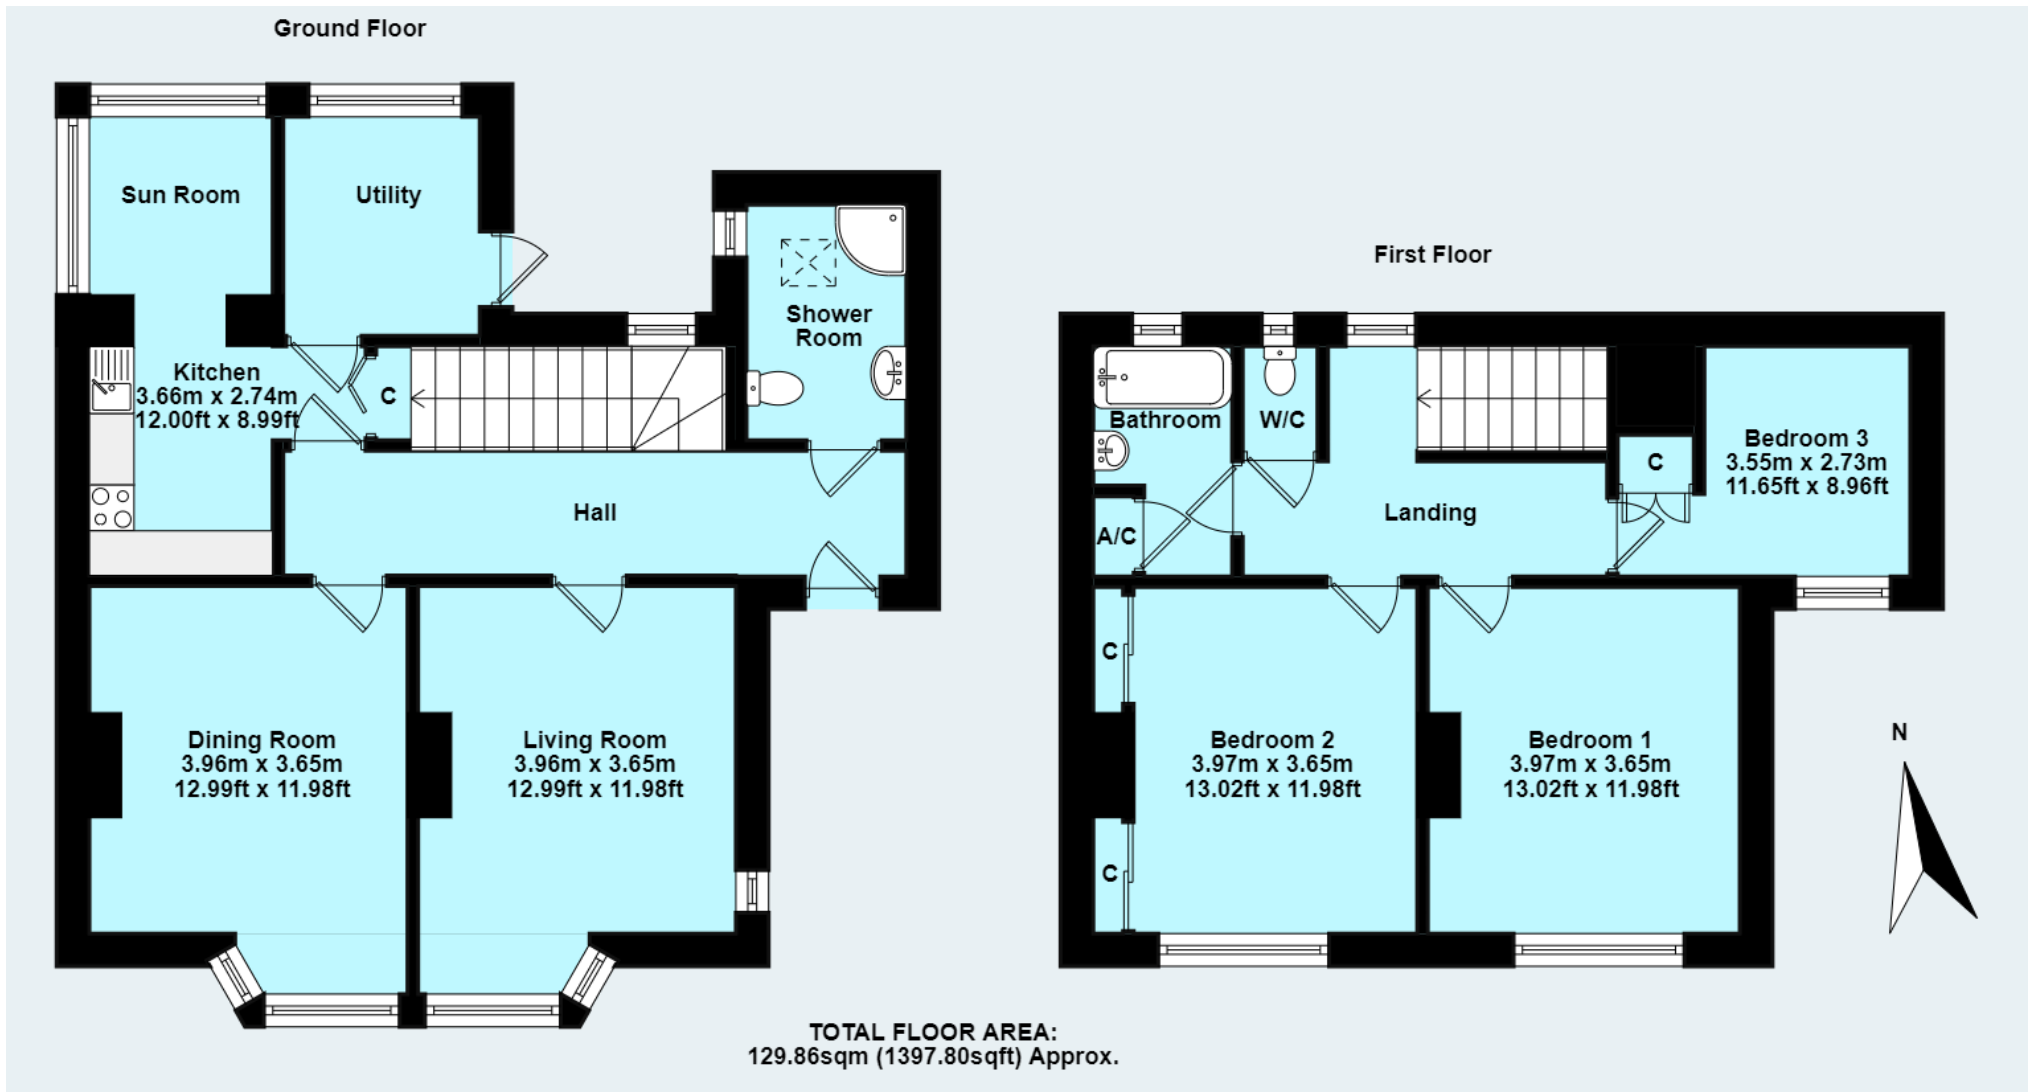 Ground Floor
Sun Room
Utility
Shower
Room
Kitchen
3.66m x 2.74m
12.00ft x 8.99ft
C
Hall
Dining Room
3.96m x 3.65m
12.99ft x 11.98ft
Living Room
3.96m x 3.65m
12.99ft x 11.98ft
First Floor
Bathroom
W/C
A/C
Landing
C
Bedroom 3
3.55m x 2.73m
11.65ft x 8.96ft
C
Bedroom 2
3.97m x 3.65m
13.02ft x 11.98ft
C
Bedroom 1
3.97m x 3.65m
13.02ft x 11.98ft
N
TOTAL FLOOR AREA:
129.86sqm (1397.80sqft) Approx.